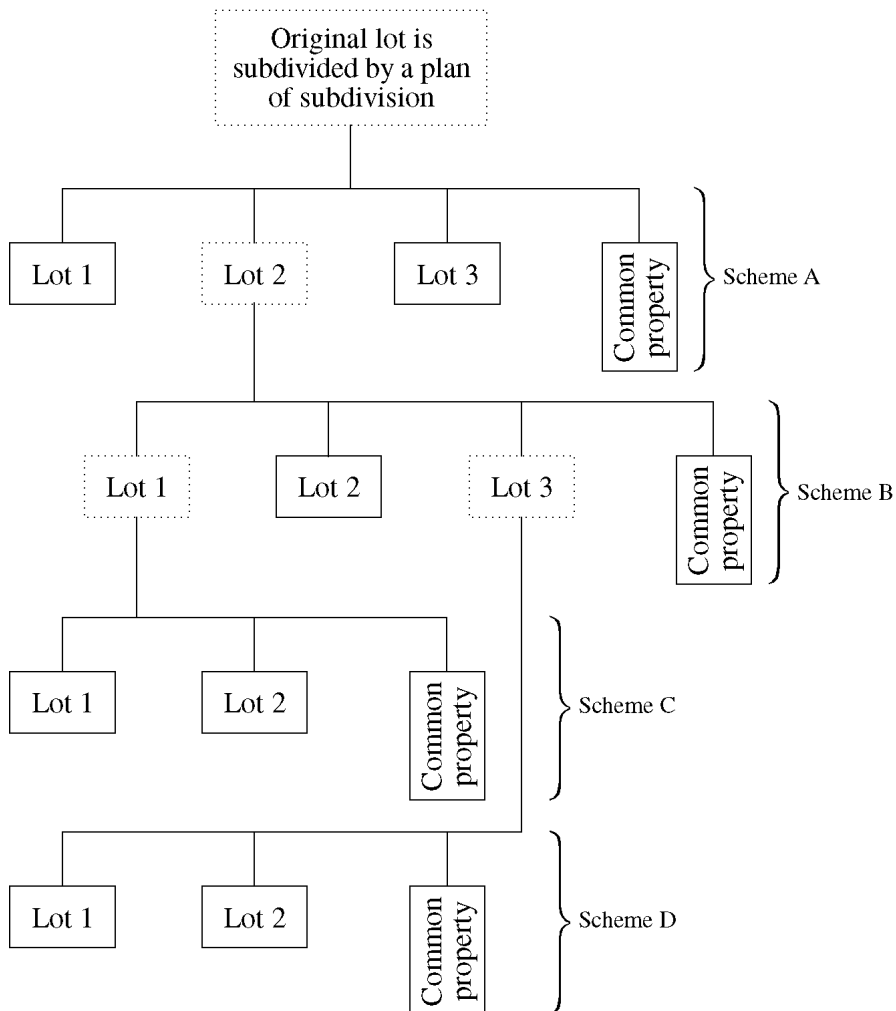 Original lot is
subdivided by a plan
of subdivision
Lot 1
Lot 2
Lot 3
Common
property
Scheme A
Lot 1
Lot 2
Lot 3
Common
property
Scheme B
Lot 1
Lot 2
Common
property
Scheme C
Lot 1
Lot 2
Common
property
Scheme D